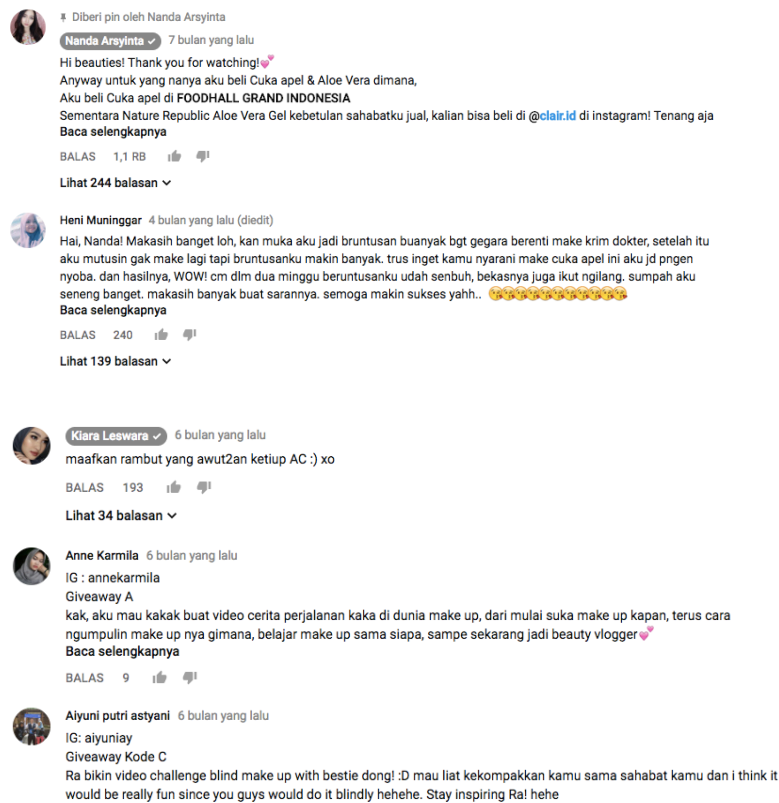 Diberi pin oleh Nanda Arsyinta
Nanda Arsyinta 7 bulan yang lalu
Hi beauties! Thank you for watching!💕
Anyway untuk yang nanya aku beli Cuka apel & Aloe Vera dimana,
Aku beli Cuka apel di FOODHALL GRAND INDONESIA
Sementara Nature Republic Aloe Vera Gel kebetulan sahabatku jual, kalian bisa beli di @clair.id di instagram! Tenang aja
Baca selengkapnya
BALAS 1,1 RB
Lihat 244 balasan
Heni Muninggar 4 bulan yang lalu (diedit)
Hai, Nanda! Makasih banget loh, kan muka aku jadi bruntusan buanyak bgt gegara berenti make krim dokter, setelah itu
aku mutusin gak make lagi tapi bruntusanku makin banyak. trus inget kamu nyarani make cuka apel ini aku jd pngen
nyoba. dan hasilnya, WOW! cm dlm dua minggu beruntusanku udah senbuh, bekasnya juga ikut ngilang. sumpah aku
seneng banget. makasih banyak buat sarannya. semoga makin sukses yahh.. 😘😘😘😘😘😘😘😘😘😘😘
Baca selengkapnya
BALAS 240
Lihat 139 balasan
Kiara Leswara 6 bulan yang lalu
maafkan rambut yang awut2an ketiup AC :) xo
BALAS 193
Lihat 34 balasan
Anne Karmila 6 bulan yang lalu
IG : annekarmila
Giveaway A
kak, aku mau kakak buat video cerita perjalanan kaka di dunia make up, dari mulai suka make up kapan, terus cara
ngumpulin make up nya gimana, belajar make up sama siapa, sampe sekarang jadi beauty vlogger💕
Baca selengkapnya
BALAS 9
Aiyuni putri astyani 6 bulan yang lalu
IG: aiyuniay
Giveaway Kode C
Ra bikin video challenge blind make up with bestie dong! :D mau liat kekompakkan kamu sama sahabat kamu dan i think it
would be really fun since you guys would do it blindly hehehe. Stay inspiring Ra! hehe